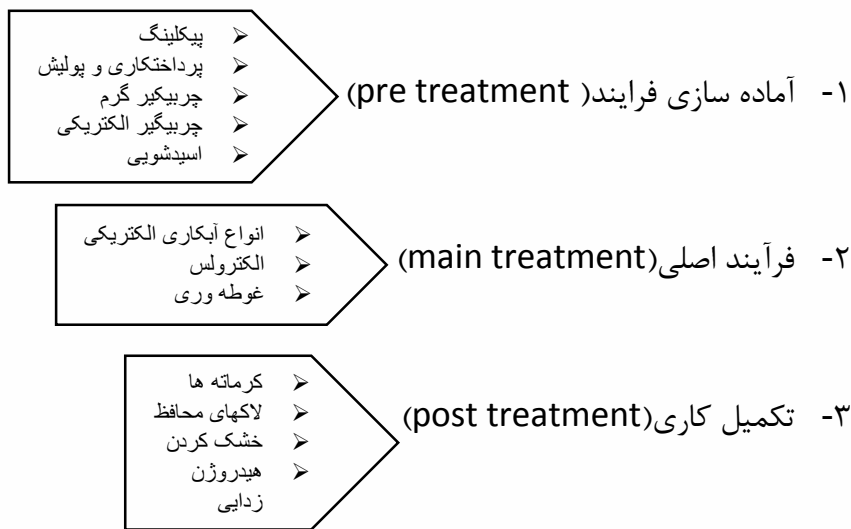 ۱- آماده سازی فرایند( pre treatment)
پیکلینگ
پرداختکاری و پولیش
چربیکیر گرم
چربیگیر الکتریکی
اسیدشویی
۲- فرآیند اصلی(main treatment)
انواع آبکاری الکتریکی
الکترولس
غوطه وری
۳- تکمیل کاری(post treatment)
کرماته ها
لاکهای محافظ
خشک کردن
هیدروژن
زدایی